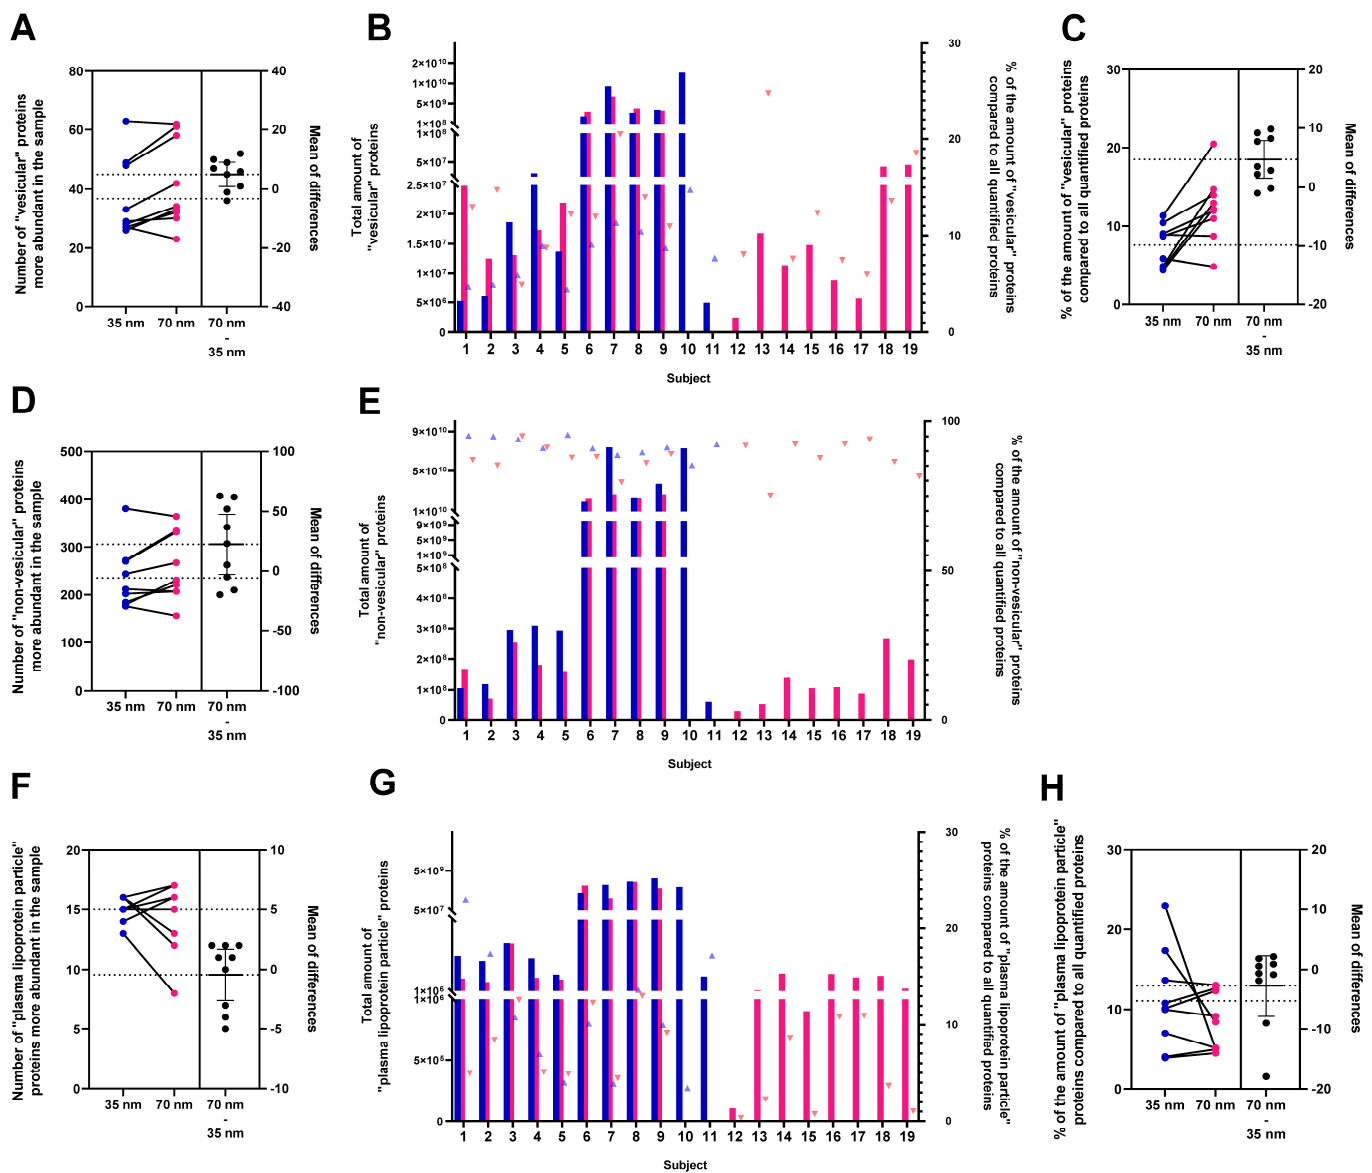 A
Number of "vesicular" proteins
more abundant in the sample
80
60
40
20
0
40
20
0
-20
-40
Mean of differences
35 nm
70 nm
70 nm
-
35 nm
B
Total amount of
"vesicular" proteins
2×10¹⁰
1×10¹⁰
5×10⁹
1×10⁸
1×10⁸
5×10⁷
2.5×10⁷
2×10⁷
1.5×10⁷
1×10⁷
5×10⁶
0
30
20
10
0
% of the amount of "vesicular" proteins
compared to all quantified proteins
1 2 3 4 5 6 7 8 9 10 11 12 13 14 15 16 17 18 19
Subject
C
% of the amount of "vesicular" proteins
compared to all quantified proteins
30
20
10
0
20
10
0
-10
-20
Mean of differences
35 nm
70 nm
70 nm
-
35 nm
D
Number of "non-vesicular" proteins
more abundant in the sample
500
400
300
200
100
0
100
50
0
-50
-100
Mean of differences
35 nm
70 nm
70 nm
-
35 nm
E
Total amount of
"non-vesicular" proteins
9×10¹⁰
5×10¹⁰
1×10¹⁰
9×10⁹
5×10⁹
1×10⁹
5×10⁸
4×10⁸
3×10⁸
2×10⁸
1×10⁸
0
100
50
0
% of the amount of "non-vesicular" proteins
compared to all quantified proteins
1 2 3 4 5 6 7 8 9 10 11 12 13 14 15 16 17 18 19
Subject
F
Number of "plasma lipoprotein particle"
proteins more abundant in the sample
20
15
10
5
0
10
5
0
-5
-10
Mean of differences
35 nm
70 nm
70 nm
-
35 nm
G
Total amount of
"plasma lipoprotein particle" proteins
5×10⁹
5×10⁷
1×10⁶
1×10⁶
5×10⁶
0
30
20
10
0
% of the amount of "plasma lipoprotein particle"
proteins compared to all quantified proteins
1 2 3 4 5 6 7 8 9 10 11 12 13 14 15 16 17 18 19
Subject
H
% of the amount of "plasma lipoprotein particle"
proteins compared to all quantified proteins
30
20
10
0
20
10
0
-10
-20
Mean of differences
35 nm
70 nm
70 nm
-
35 nm